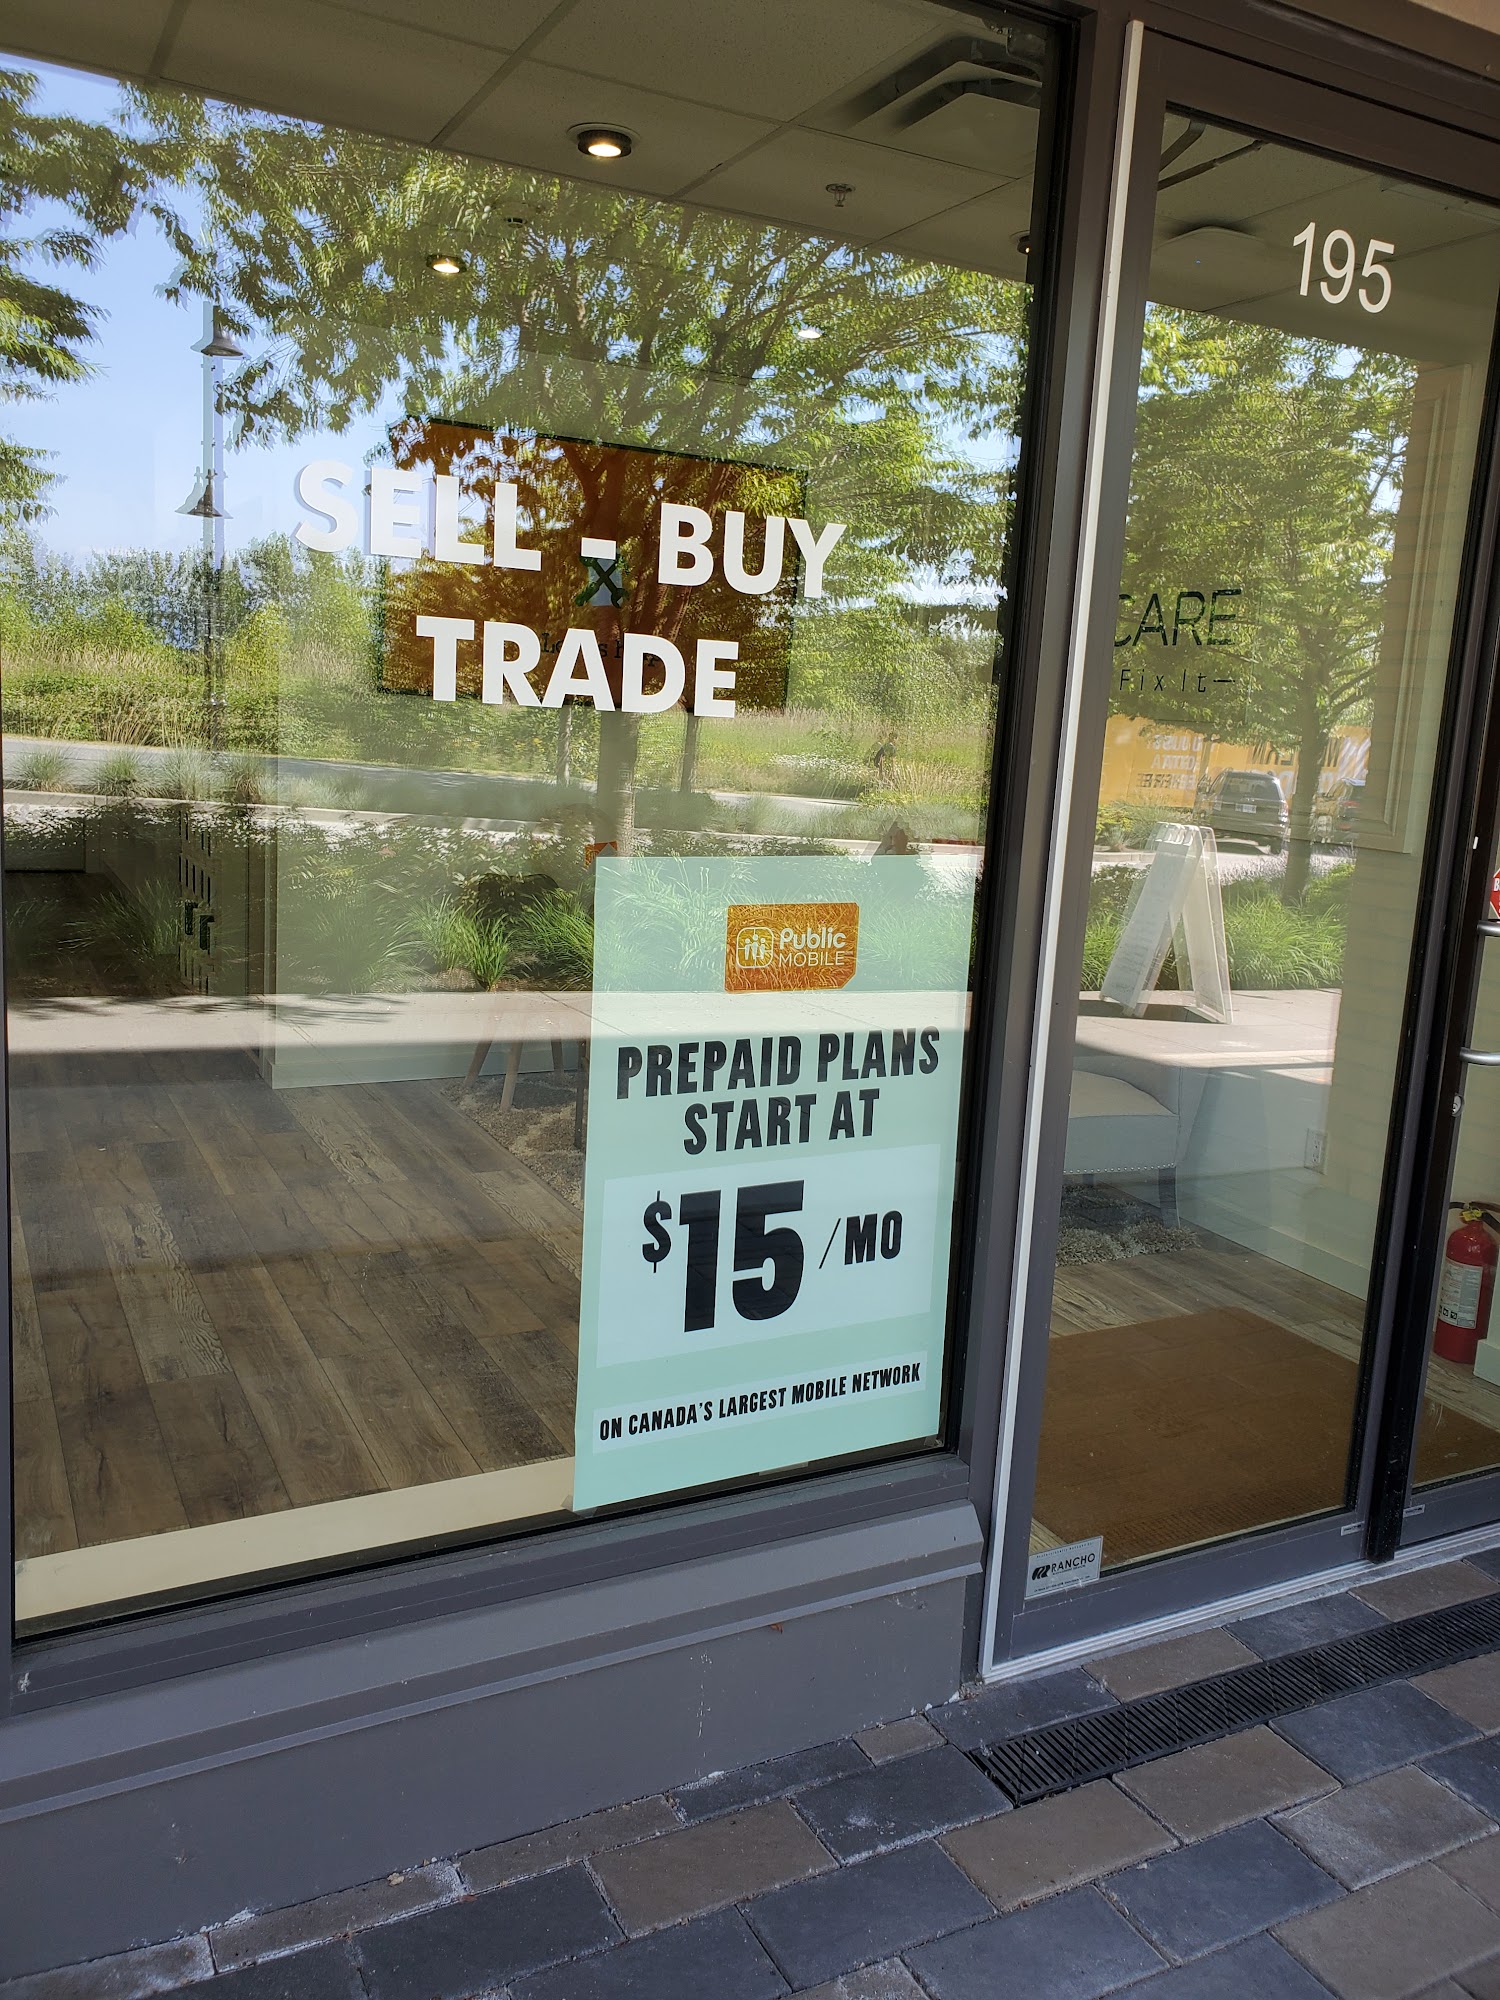 195
SELL - BUY
TRADE
CARE
Fix It
Public
MOBILE
PREPAID PLANS
START AT
$15/MO
ON CANADA'S LARGEST MOBILE NETWORK
RANCHO